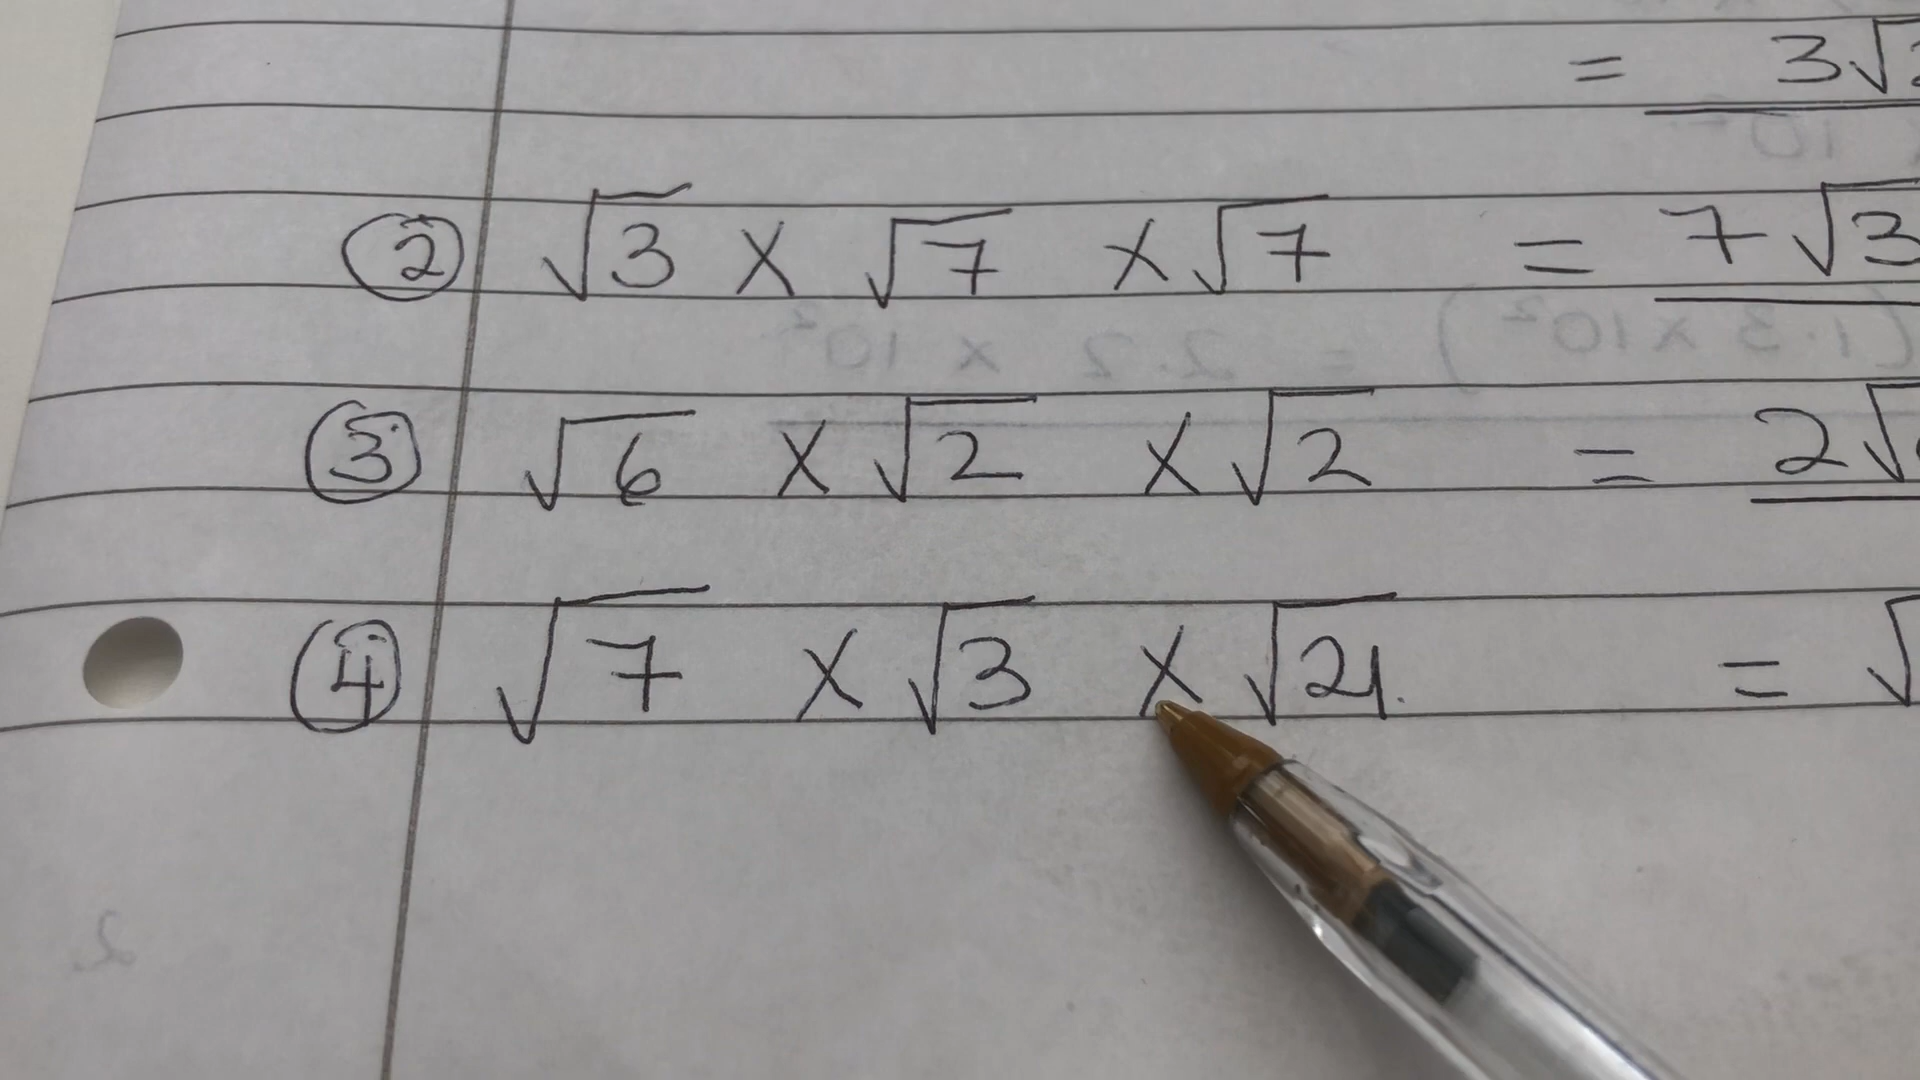 = 3√
② √3 × √7 × √7 = 7√3
③ √6 × √2 × √2 = 2√
④ √7 × √3 × √21. = √